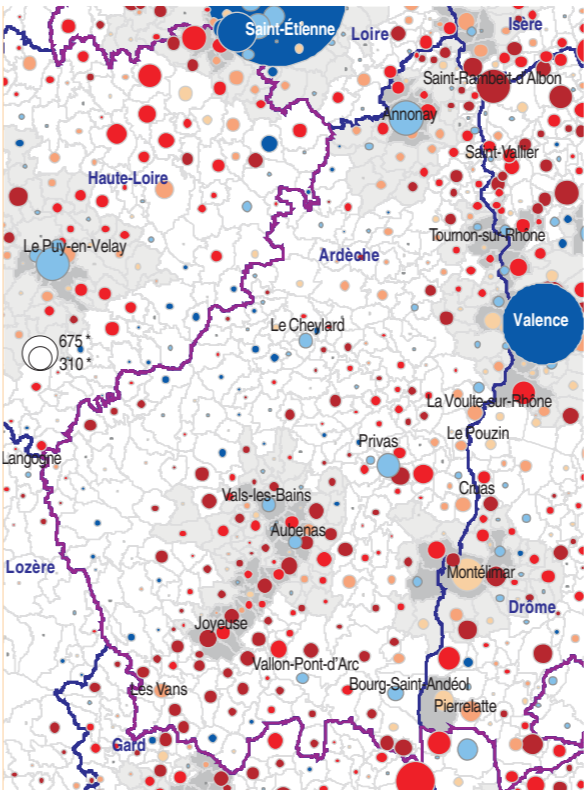 Saint-Étienne
Loire
Isère
Saint-Rambert-d'Albon
Annonay
Saint-Vallier
Haute-Loire
Tournon-sur-Rhône
Le Puy-en-Velay
Ardèche
Valence
Le Cheylard
675 *
310 *
La Voulte-sur-Rhône
Le Pouzin
Privas
Langogne
Cruas
Vals-les-Bains
Aubenas
Lozère
Montélimar
Drôme
Joyeuse
Vallon-Pont-d'Arc
Les Vans
Bourg-Saint-Andéol
Pierrelatte
Gard